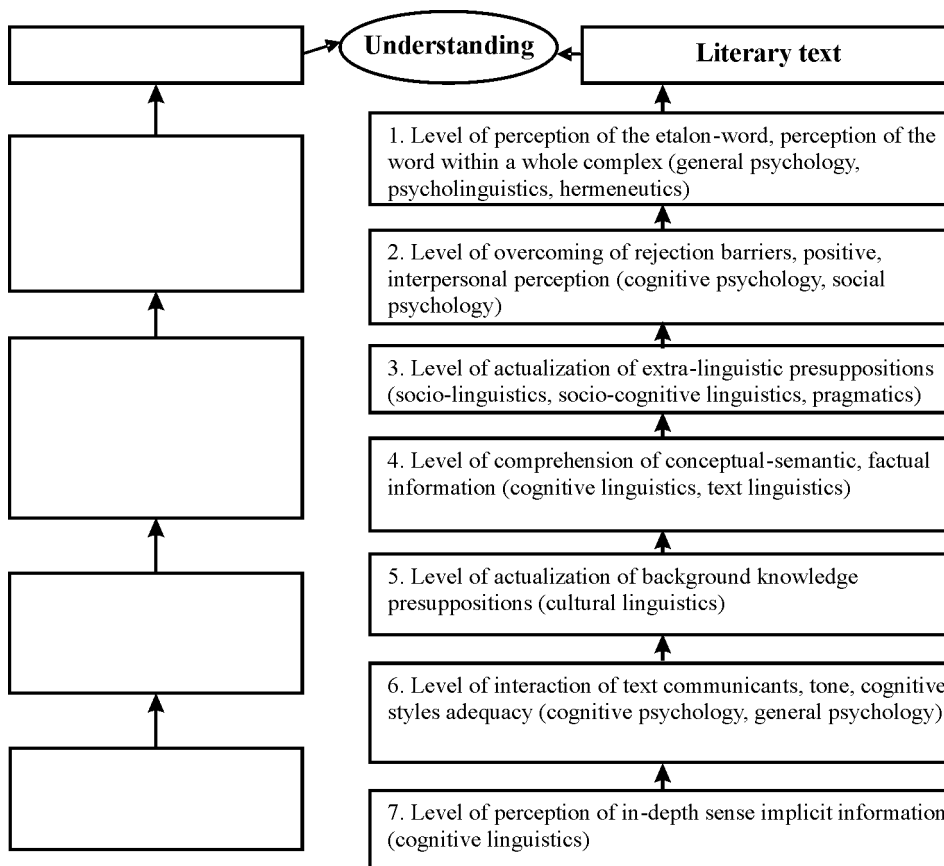 Understanding
Literary text
1. Level of perception of the etalon-word, perception of the
word within a whole complex (general psychology,
psycholinguistics, hermeneutics)
2. Level of overcoming of rejection barriers, positive,
interpersonal perception (cognitive psychology, social
psychology)
3. Level of actualization of extra-linguistic presuppositions
(socio-linguistics, socio-cognitive linguistics, pragmatics)
4. Level of comprehension of conceptual-semantic, factual
information (cognitive linguistics, text linguistics)
5. Level of actualization of background knowledge
presuppositions (cultural linguistics)
6. Level of interaction of text communicants, tone, cognitive
styles adequacy (cognitive psychology, general psychology)
7. Level of perception of in-depth sense implicit information
(cognitive linguistics)